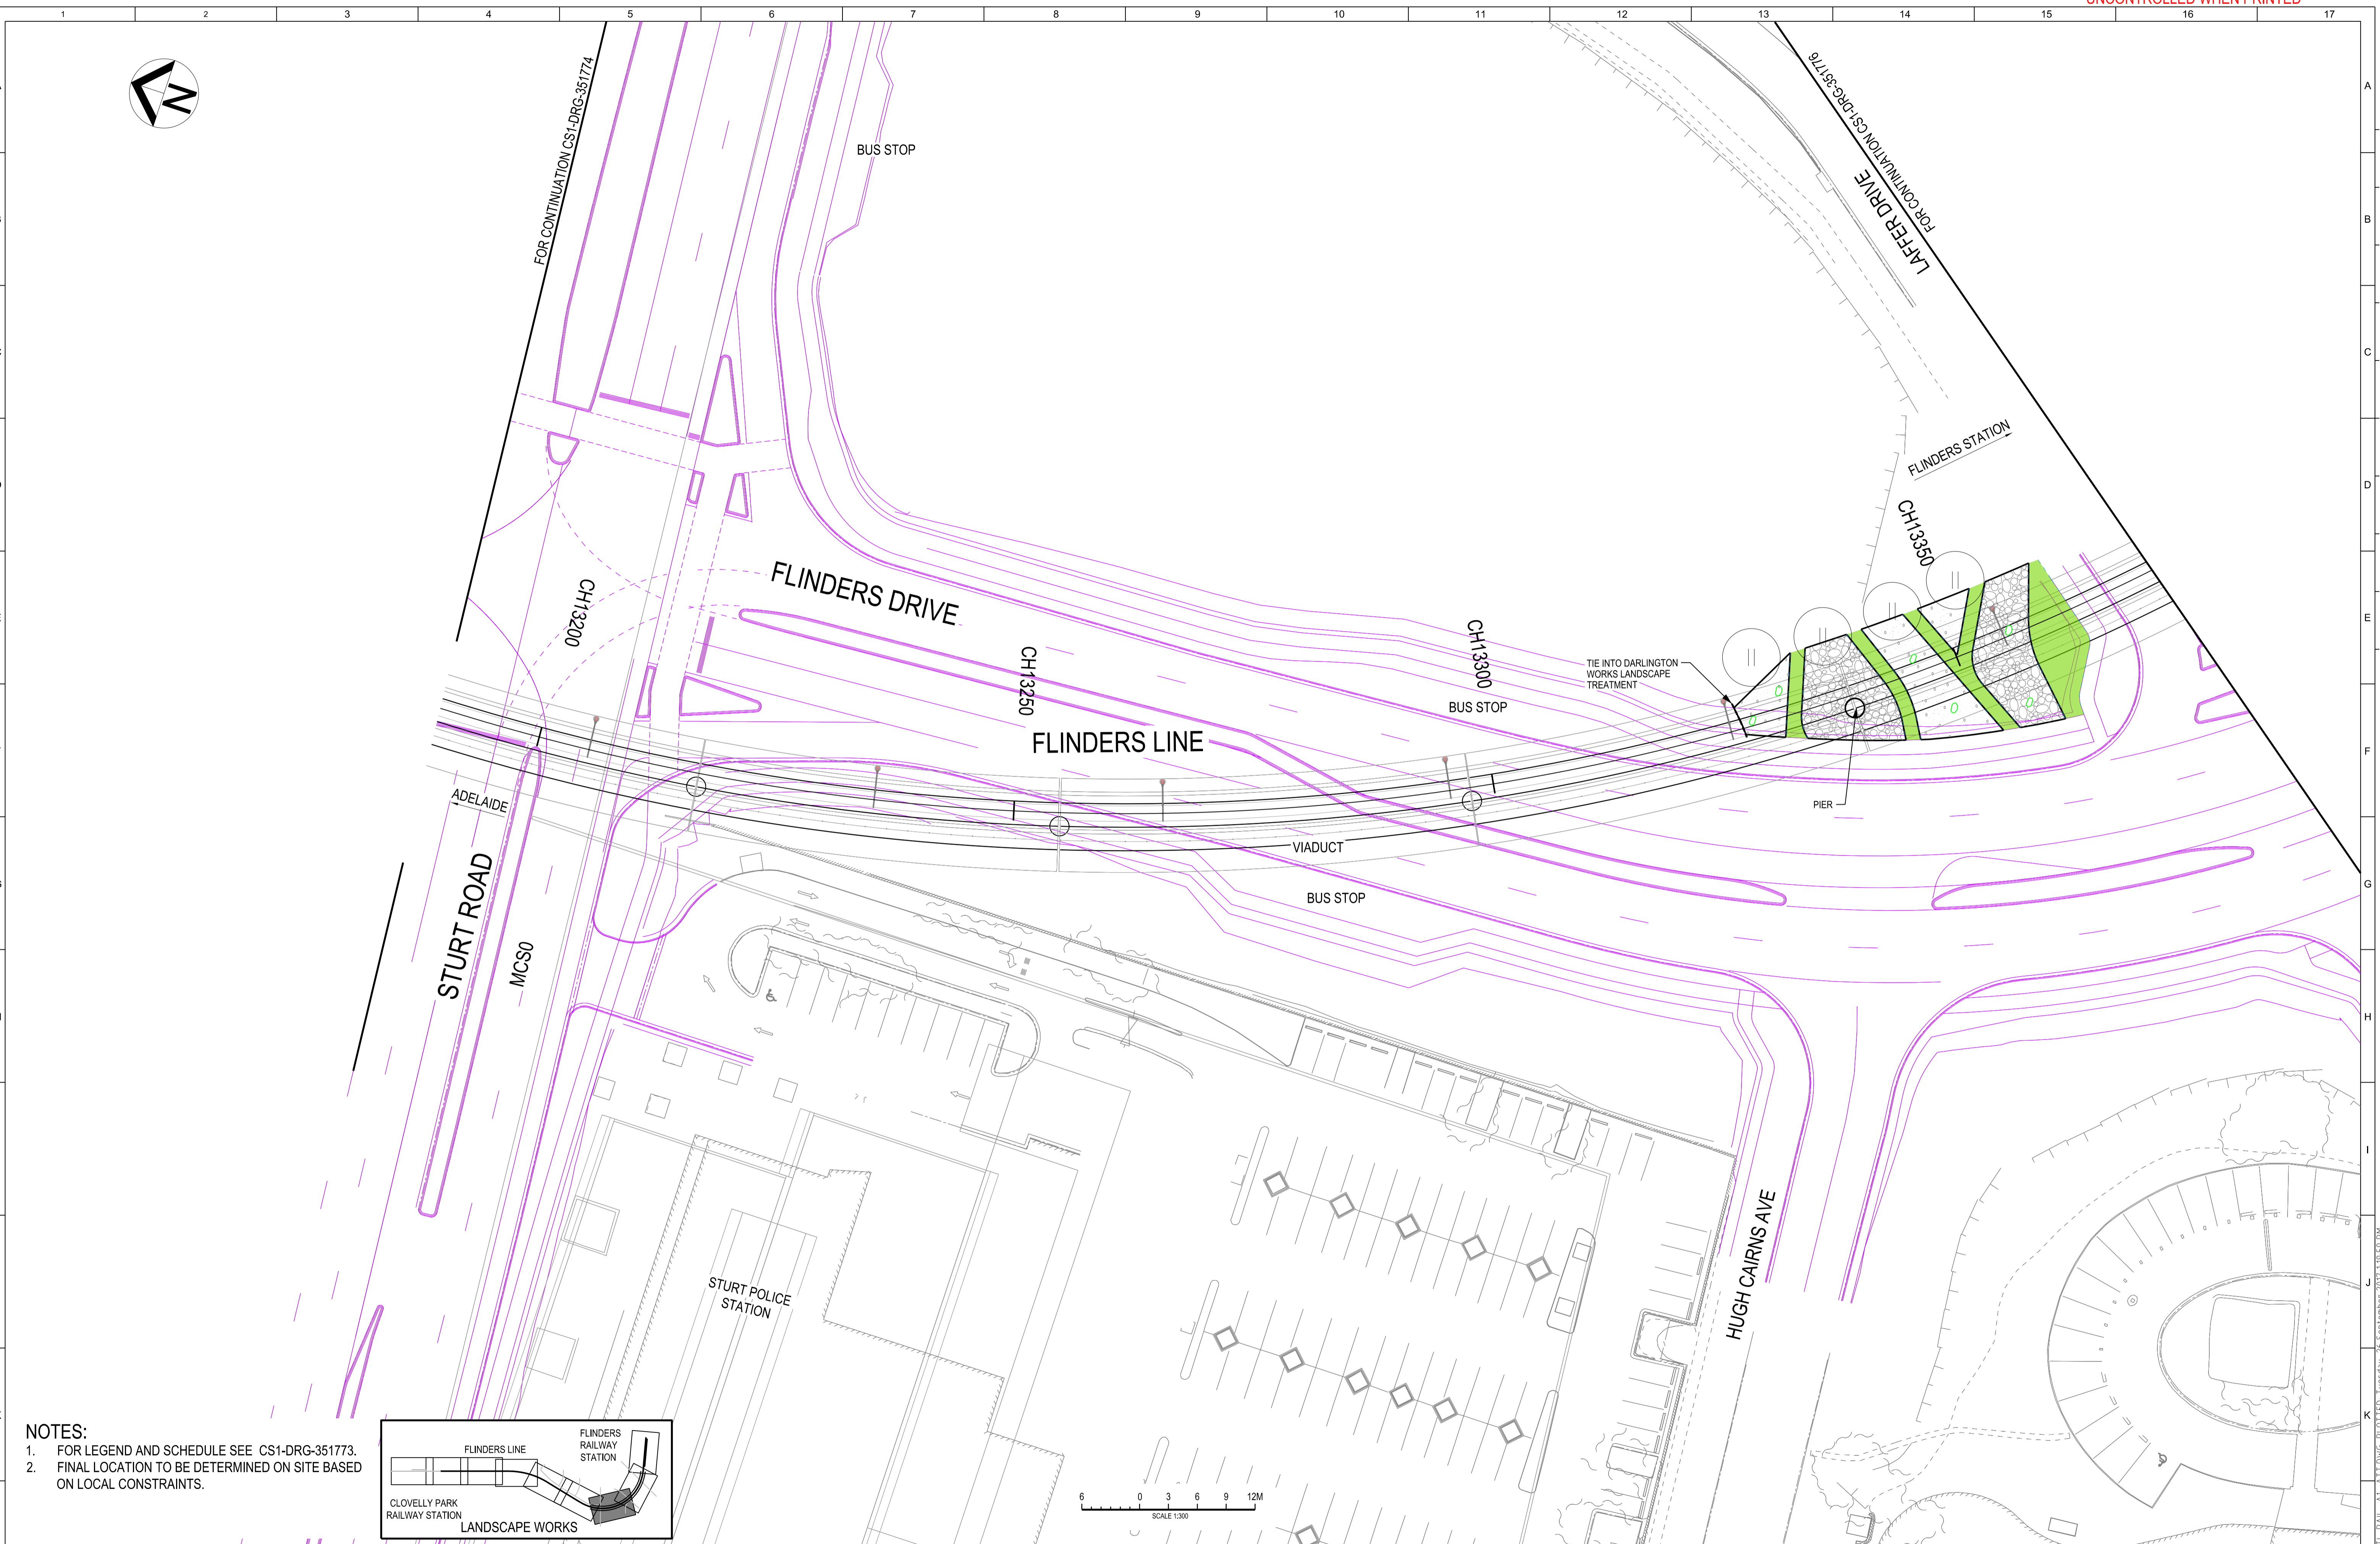 UNCONTROLLED WHEN PRINTED
1 2 3 4 5 6 7 8 9 10 11 12 13 14 15 16 17
N
FOR CONTINUATION CS1-DRG-351774
BUS STOP
FOR CONTINUATION CS1-DRG-351776
LAFFER DRIVE
FLINDERS STATION
CH13350
CH13200
FLINDERS DRIVE
CH13250
CH13300
TIE INTO DARLINGTON
WORKS LANDSCAPE
TREATMENT
BUS STOP
FLINDERS LINE
ADELAIDE
PIER
VIADUCT
BUS STOP
STURT ROAD
MCS0
HUGH CAIRNS AVE
STURT POLICE
STATION
A
B
C
D
E
F
G
H
I
J
K
NOTES:
1. FOR LEGEND AND SCHEDULE SEE CS1-DRG-351773.
2. FINAL LOCATION TO BE DETERMINED ON SITE BASED
ON LOCAL CONSTRAINTS.
FLINDERS LINE
FLINDERS
RAILWAY
STATION
CLOVELLY PARK
RAILWAY STATION
LANDSCAPE WORKS
6 0 3 6 9 12M
SCALE 1:300